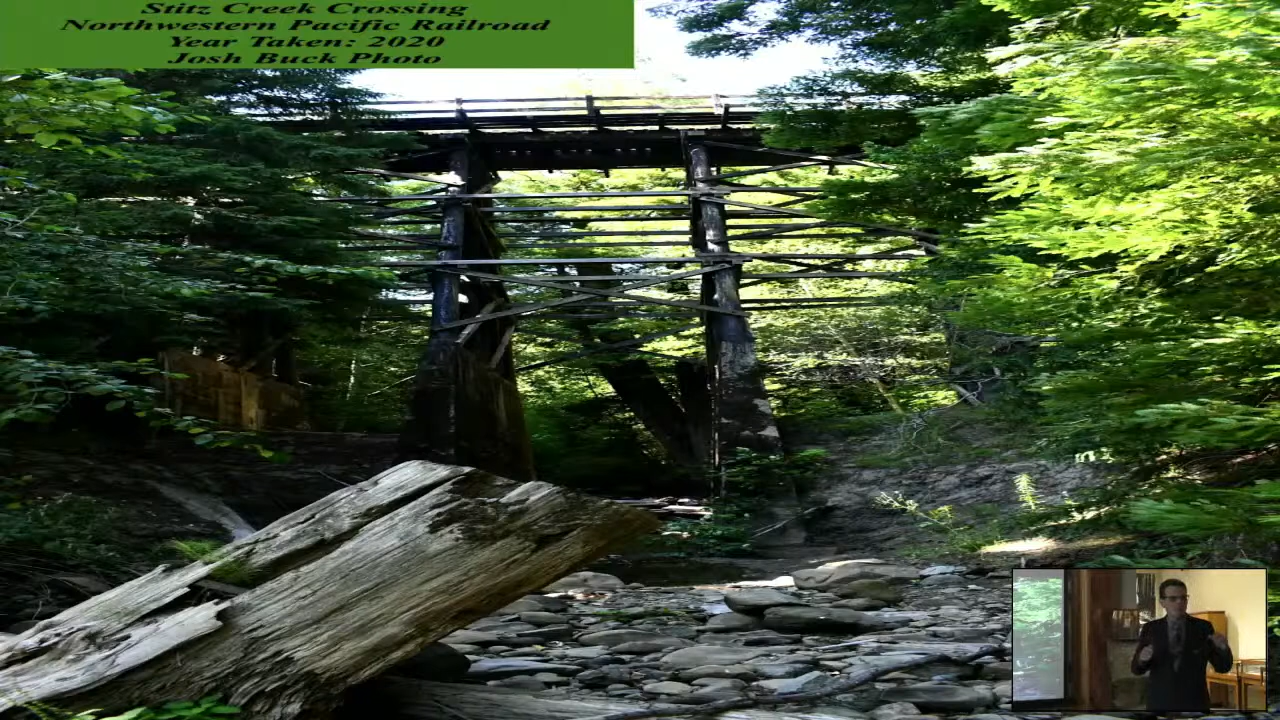 Stitz Creek Crossing
Northwestern Pacific Railroad
Year Taken: 2020
Josh Buck Photo